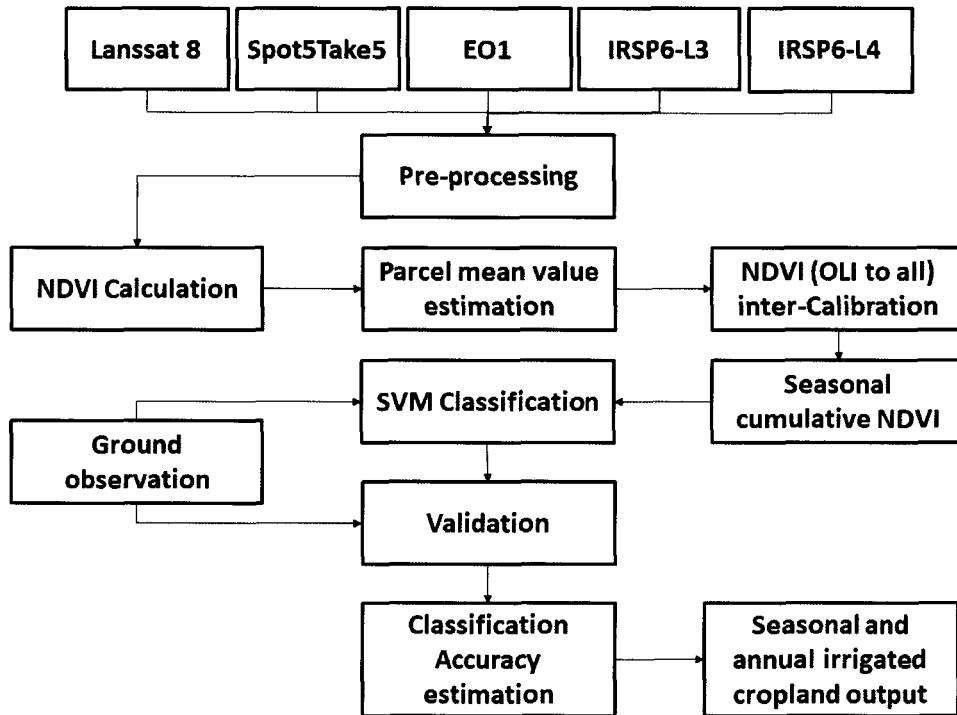 Lanssat 8
Spot5Take5
EO1
IRSP6-L3
IRSP6-L4
Pre-processing
NDVI Calculation
Parcel mean value
estimation
NDVI (OLI to all)
inter-Calibration
SVM Classification
Seasonal
cumulative NDVI
Ground
observation
Validation
Classification
Accuracy
estimation
Seasonal and
annual irrigated
cropland output